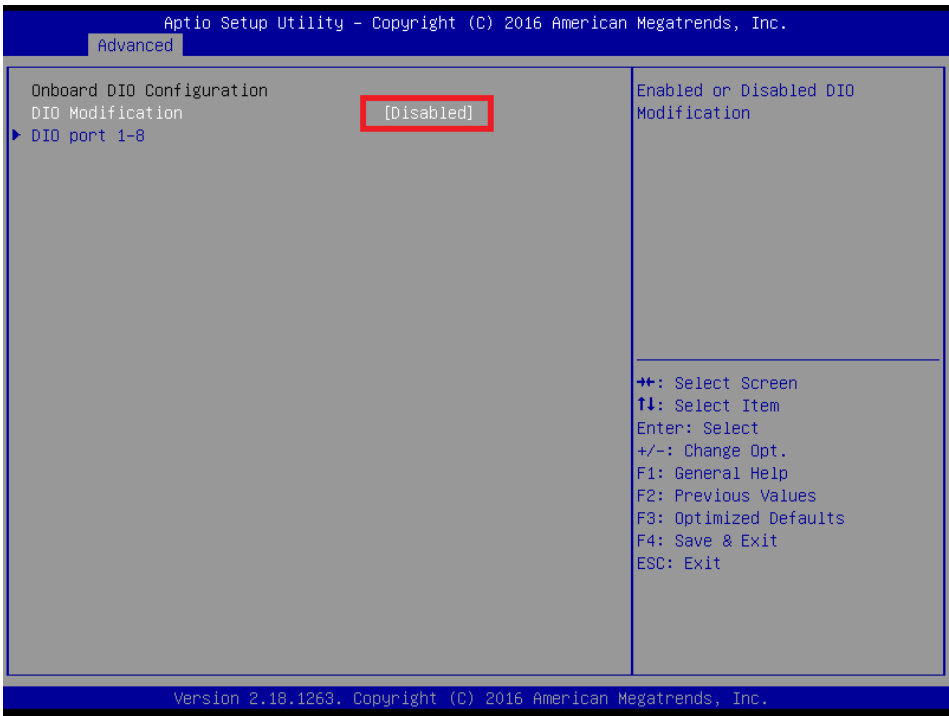 Aptio Setup Utility – Copyright (C) 2016 American Megatrends, Inc.
Advanced
Onboard DIO Configuration
DIO Modification [Disabled]
DIO port 1-8
Enabled or Disabled DIO
Modification
→←: Select Screen
↑↓: Select Item
Enter: Select
+/-: Change Opt.
F1: General Help
F2: Previous Values
F3: Optimized Defaults
F4: Save & Exit
ESC: Exit
Version 2.18.1263. Copyright (C) 2016 American Megatrends, Inc.